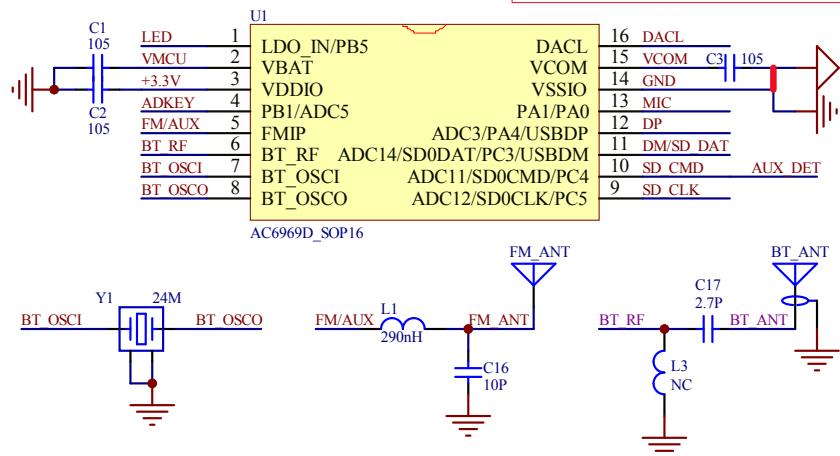 U1
C1
105
LED 1 LDO_IN/PB5 DACL 16 DACL
VMCU 2 VBAT VCOM 15 VCOM C3 105
+3.3V 3 VDDIO VSSIO 14 GND
ADKEY 4 PB1/ADC5 PA1/PA0 13 MIC
C2
105
FM/AUX 5 FMIP ADC3/PA4/USBDP 12 DP
BT_RF 6 BT_RF ADC14/SD0DAT/PC3/USBDM 11 DM/SD_DAT
BT_OSCI 7 BT_OSCI ADC11/SD0CMD/PC4 10 SD_CMD AUX_DET
BT_OSCO 8 BT_OSCO ADC12/SD0CLK/PC5 9 SD_CLK
AC6969D_SOP16
Y1 24M
BT_OSCI BT_OSCO
FM_ANT
L1
FM/AUX FM_ANT
290nH
C16
10P
BT_ANT
C17
2.7P
BT_RF BT_ANT
L3
NC